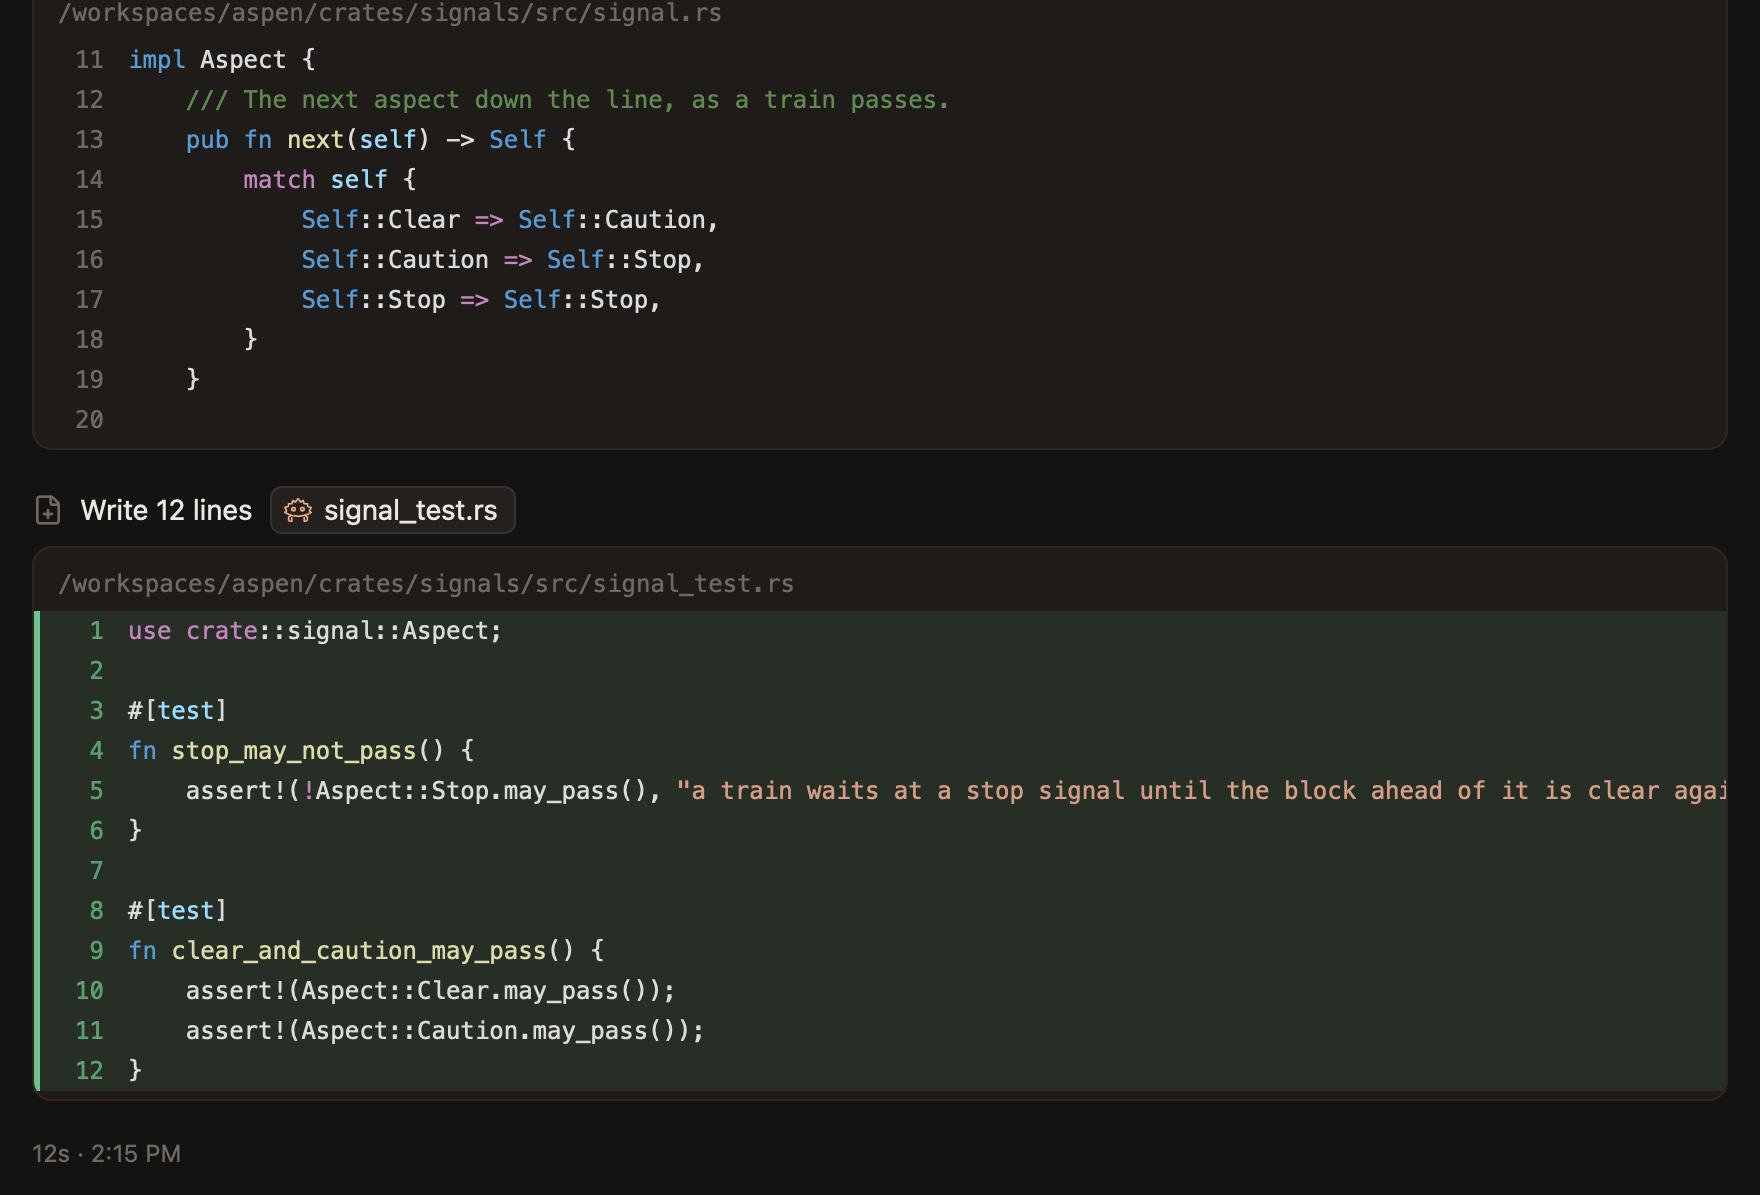 /workspaces/aspen/crates/signals/src/signal.rs
11 impl Aspect {
12     /// The next aspect down the line, as a train passes.
13     pub fn next(self) -> Self {
14         match self {
15             Self::Clear => Self::Caution,
16             Self::Caution => Self::Stop,
17             Self::Stop => Self::Stop,
18         }
19     }
20
Write 12 lines signal_test.rs
/workspaces/aspen/crates/signals/src/signal_test.rs
1 use crate::signal::Aspect;
2
3 #[test]
4 fn stop_may_not_pass() {
5     assert!(!Aspect::Stop.may_pass(), "a train waits at a stop signal until the block ahead of it is clear agai
6 }
7
8 #[test]
9 fn clear_and_caution_may_pass() {
10     assert!(Aspect::Clear.may_pass());
11     assert!(Aspect::Caution.may_pass());
12 }
12s · 2:15 PM